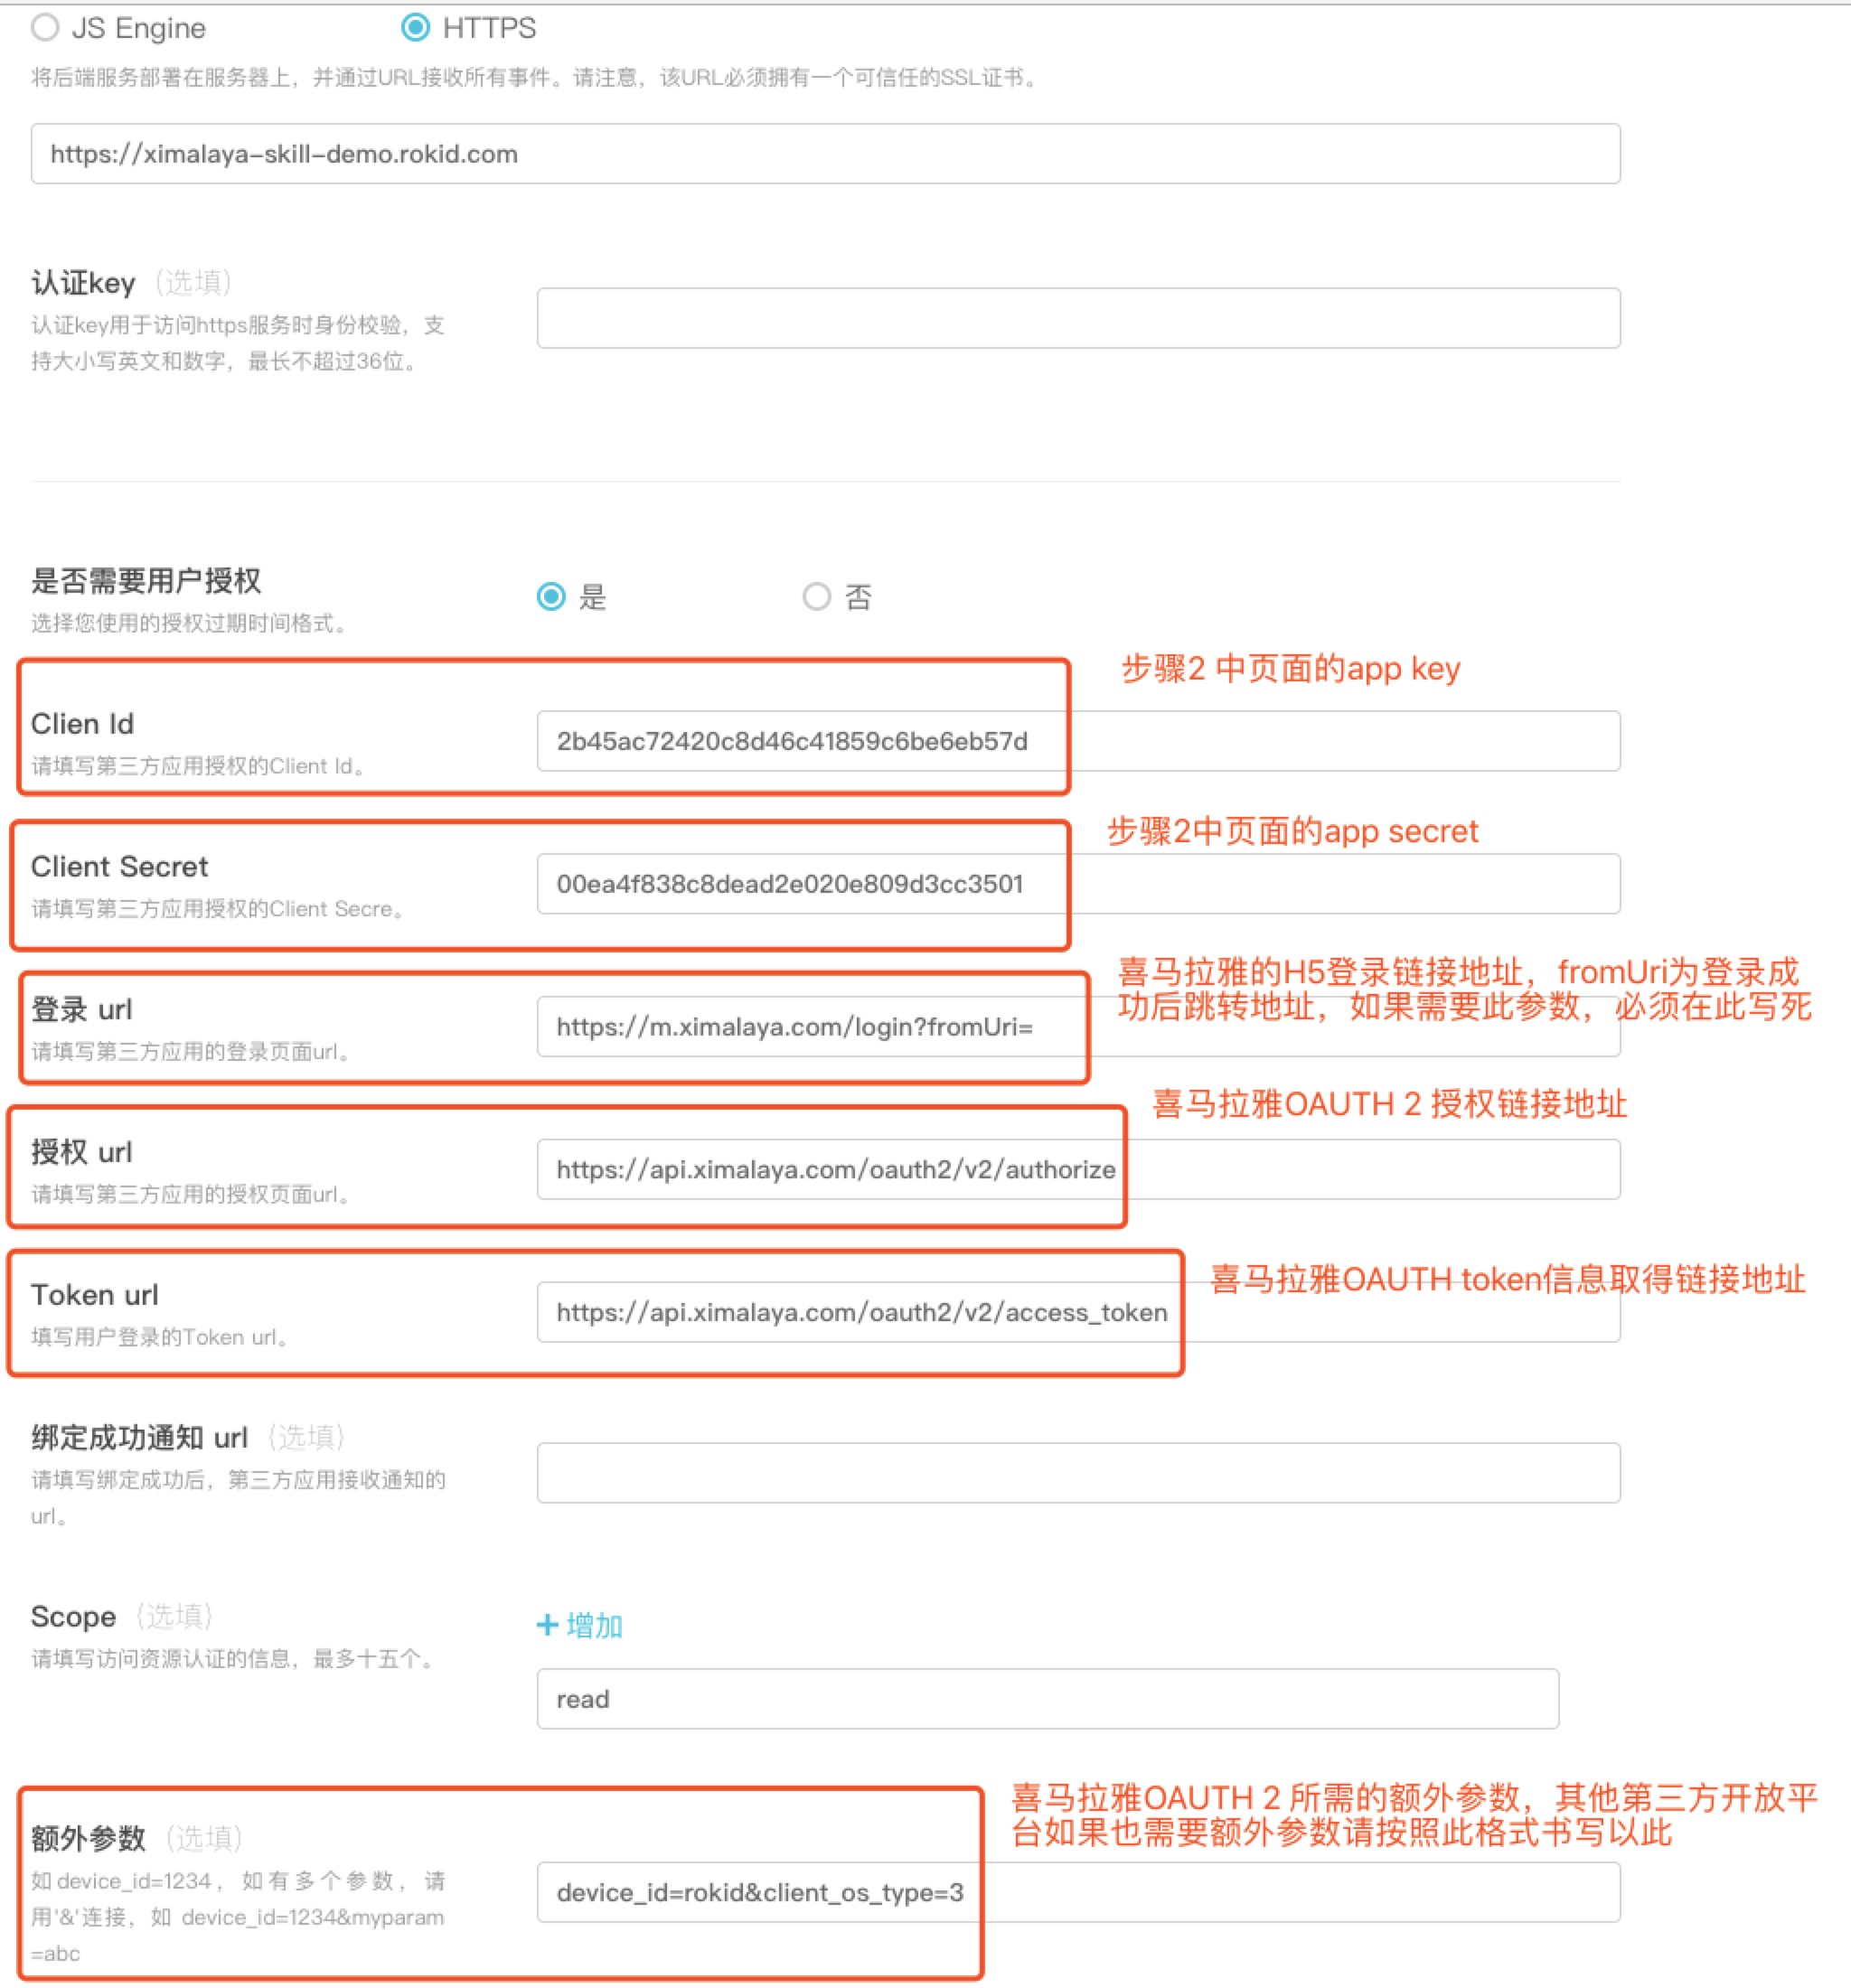 JS Engine
HTTPS
将后端服务部署在服务器上，并通过URL接收所有事件。请注意，该URL必须拥有一个可信任的SSL证书。
https://ximalaya-skill-demo.rokid.com
认证key （选填）
认证key用于访问https服务时身份校验，支
持大小写英文和数字，最长不超过36位。
是否需要用户授权
是
否
选择您使用的授权过期时间格式。
步骤2 中页面的app key
Clien Id
2b45ac72420c8d46c41859c6be6eb57d
请填写第三方应用授权的Client Id。
步骤2中页面的app secret
Client Secret
00ea4f838c8dead2e020e809d3cc3501
请填写第三方应用授权的Client Secre。
喜马拉雅的H5登录链接地址，fromUri为登录成
功后跳转地址，如果需要此参数，必须在此写死
登录 url
https://m.ximalaya.com/login?fromUri=
请填写第三方应用的登录页面url。
喜马拉雅OAUTH 2 授权链接地址
授权 url
https://api.ximalaya.com/oauth2/v2/authorize
请填写第三方应用的授权页面url。
喜马拉雅OAUTH token信息取得链接地址
Token url
https://api.ximalaya.com/oauth2/v2/access_token
填写用户登录的Token url。
绑定成功通知 url （选填）
请填写绑定成功后，第三方应用接收通知的
url。
Scope （选填）
+ 增加
请填写访问资源认证的信息，最多十五个。
read
喜马拉雅OAUTH 2 所需的额外参数，其他第三方开放平
台如果也需要额外参数请按照此格式书写以此
额外参数 （选填）
如device_id=1234，如有多个参数，请
用'&'连接，如 device_id=1234&myparam
=abc
device_id=rokid&client_os_type=3